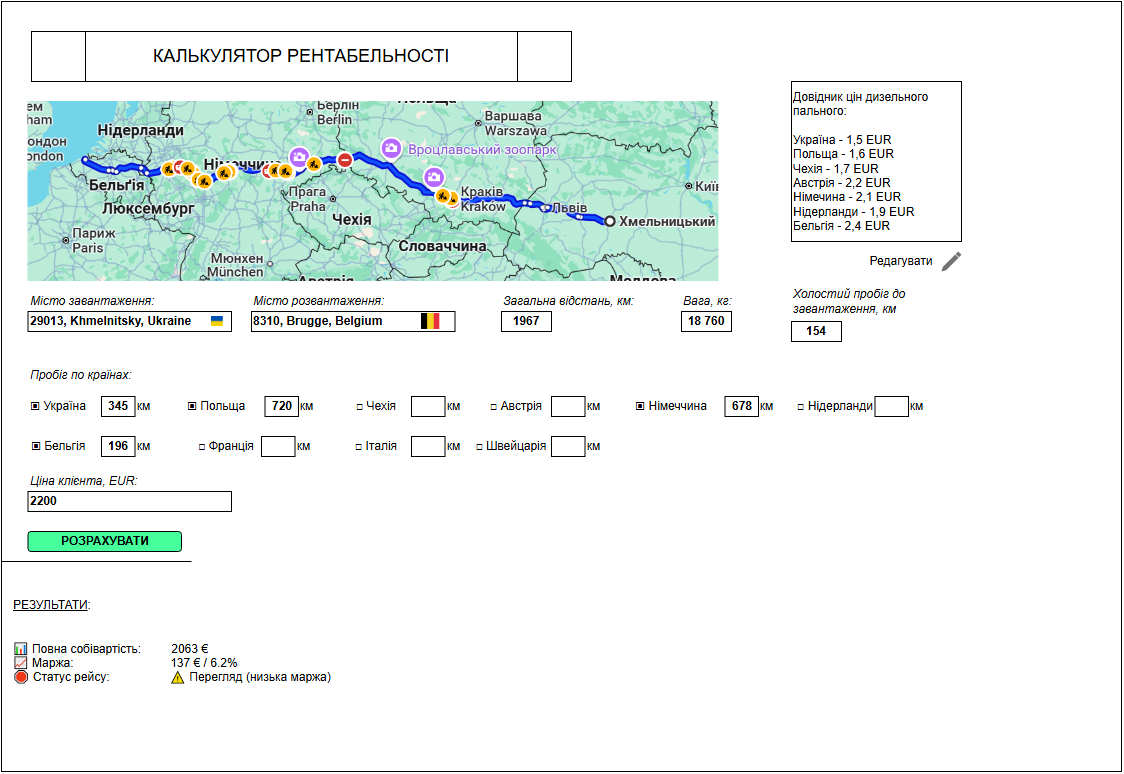 КАЛЬКУЛЯТОР РЕНТАБЕЛЬНОСТІ
Берлін
Berlin
Нідерланди
Варшава
Warszawa
Вроцлавський зоопарк
Німеччина
Бельгія
Люксембург
Прага
Praha
Краків
Kraków
Київ
Львів
Хмельницький
Чехія
Словаччина
Париж
Paris
Мюнхен
München
Австрія
Молдова
Довідник цін дизельного
пального:
Україна - 1,5 EUR
Польща - 1,6 EUR
Чехія - 1,7 EUR
Австрія - 2,2 EUR
Німечина - 2,1 EUR
Нідерланди - 1,9 EUR
Бельгія - 2,4 EUR
Редагувати
Місто завантаження:
29013, Khmelnitsky, Ukraine
Місто розвантаження:
8310, Brugge, Belgium
Загальна відстань, км:
1967
Вага, кг:
18 760
Холостий пробіг до
завантаження, км
154
Пробіг по країнах:
Україна 345 км Польща 720 км Чехія км Австрія км Німеччина 678 км Нідерланди км
Бельгія 196 км Франція км Італія км Швейцарія км
Ціна клієнта, EUR:
2200
РОЗРАХУВАТИ
РЕЗУЛЬТАТИ:
Повна собівартість: 2063 €
Маржа: 137 € / 6.2%
Статус рейсу: Перегляд (низька маржа)